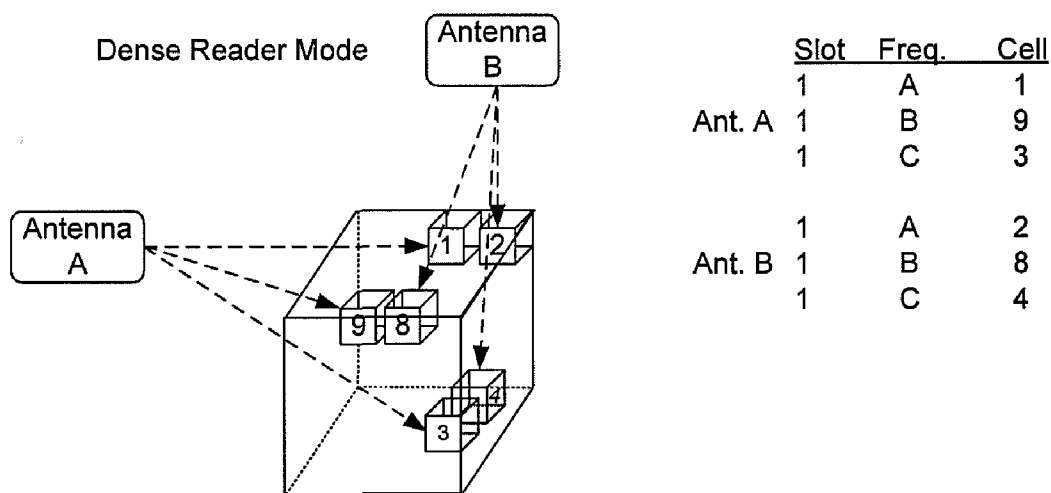 Dense Reader Mode
Antenna
B
Antenna
A
1
2
9
8
4
3
Slot Freq. Cell
1 A 1
Ant. A 1 B 9
1 C 3
1 A 2
Ant. B 1 B 8
1 C 4